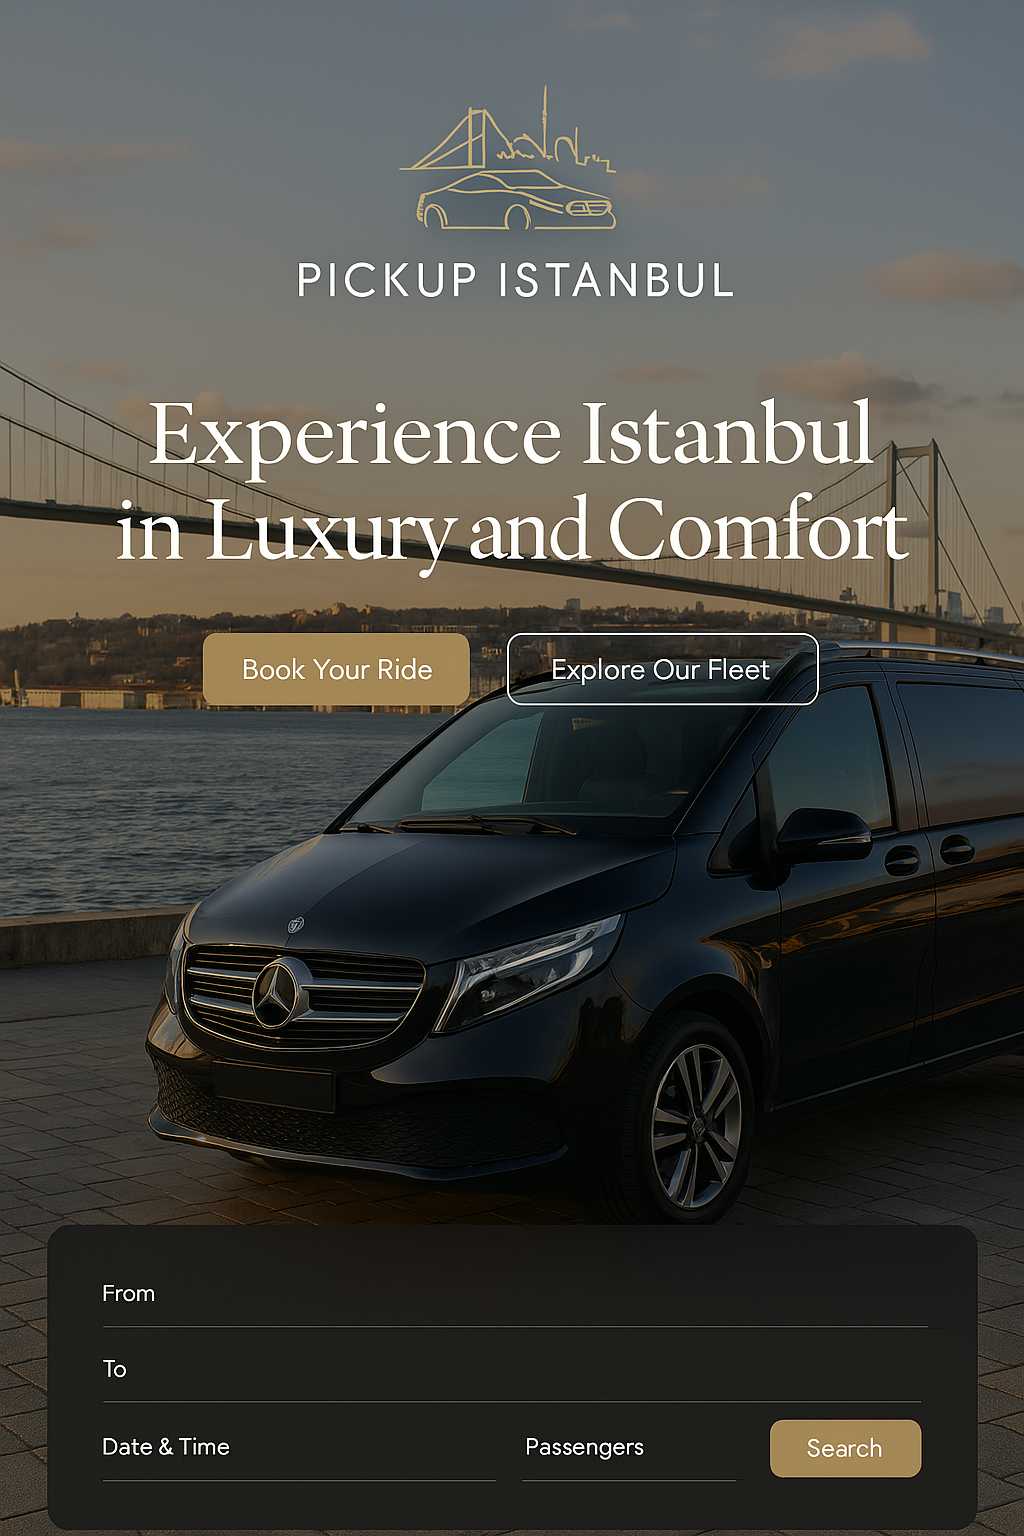 PICKUP ISTANBUL
Experience Istanbul
in Luxury and Comfort
Book Your Ride
Explore Our Fleet
From
To
Date & Time
Passengers
Search